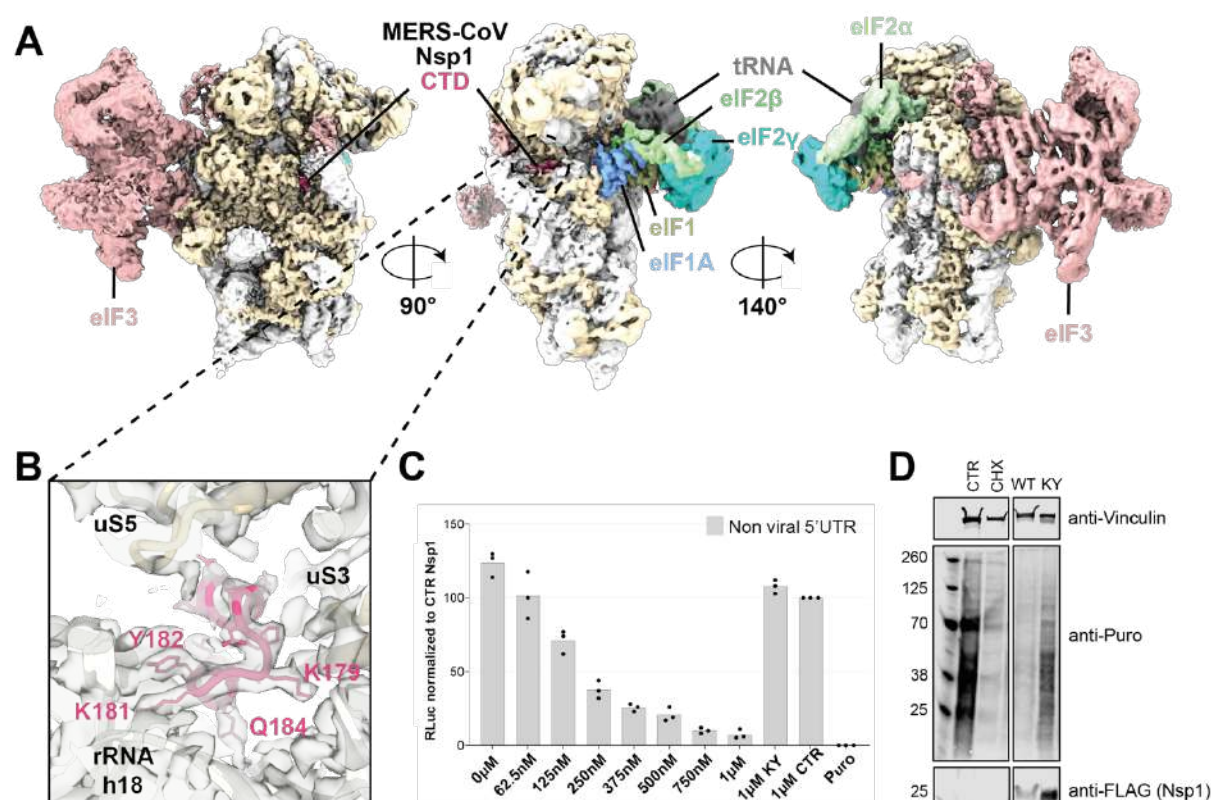 A
MERS-CoV
Nsp1
CTD
tRNA
eIF2α
eIF2β
eIF2γ
eIF1
eIF1A
eIF3
90°
140°
eIF3
B
uS5
uS3
Y182
K179
K181
Q184
rRNA
h18
C
Non viral 5'UTR
RLuc normalized to CTR Nsp1
150
100
50
0
0µM
62.5nM
125nM
250nM
375nM
500nM
750nM
1µM
1µM KY
1µM CTR
Puro
D
CTR
CHX
WT KY
anti-Vinculin
260
125
70
38
25
anti-Puro
25
anti-FLAG (Nsp1)